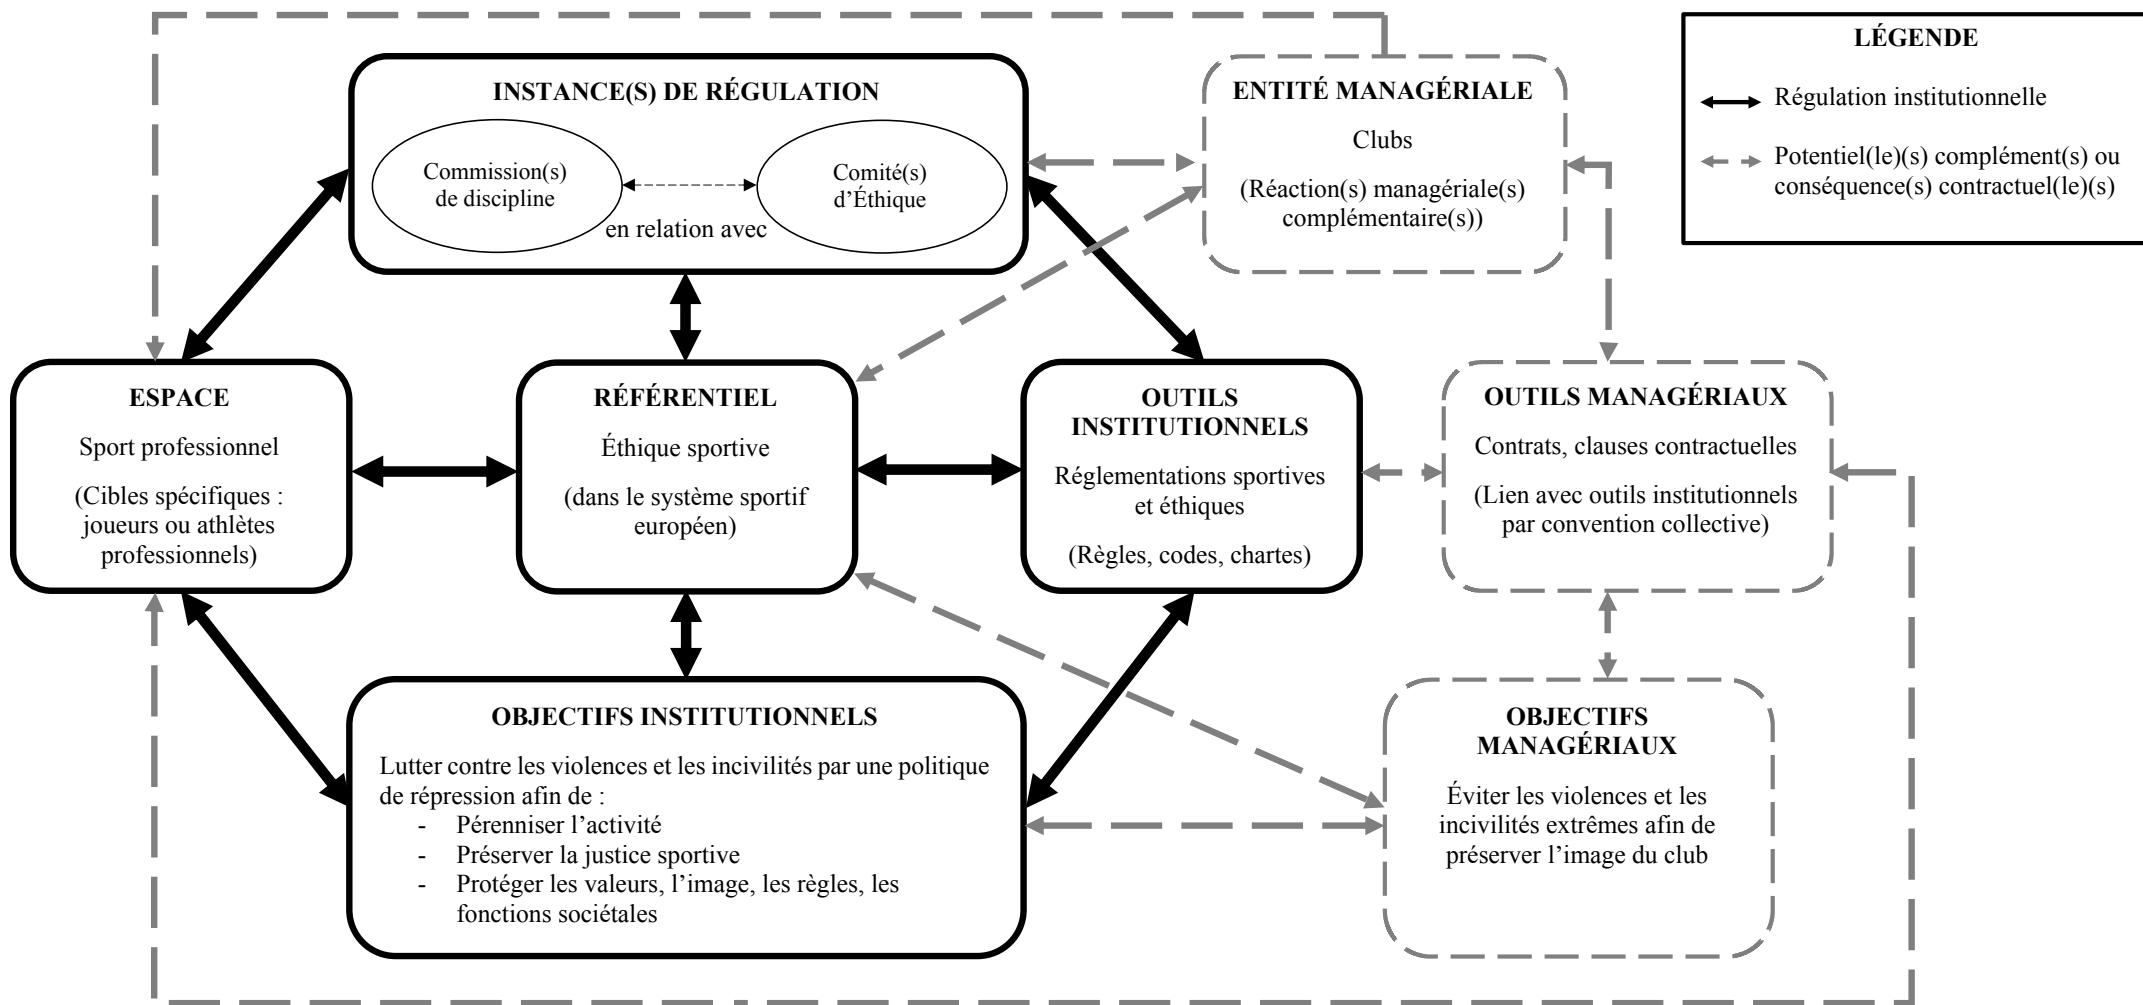 INSTANCE(S) DE RÉGULATION
Commission(s)
de discipline
Comité(s)
d’Éthique
en relation avec
ENTITÉ MANAGÉRIALE
Clubs
(Réaction(s) managériale(s)
complémentaire(s))
LÉGENDE
Régulation institutionnelle
Potentiel(le)(s) complément(s) ou
conséquence(s) contractuel(le)(s)
ESPACE
Sport professionnel
(Cibles spécifiques :
joueurs ou athlètes
professionnels)
RÉFÉRENTIEL
Éthique sportive
(dans le système sportif
européen)
OUTILS
INSTITUTIONNELS
Réglementations sportives
et éthiques
(Règles, codes, chartes)
OUTILS MANAGÉRIAUX
Contrats, clauses contractuelles
(Lien avec outils institutionnels
par convention collective)
OBJECTIFS INSTITUTIONNELS
Lutter contre les violences et les incivilités par une politique
de répression afin de :
- Pérenniser l’activité
- Préserver la justice sportive
- Protéger les valeurs, l’image, les règles, les
fonctions sociétales
OBJECTIFS
MANAGÉRIAUX
Éviter les violences et les
incivilités extrêmes afin de
préserver l’image du club